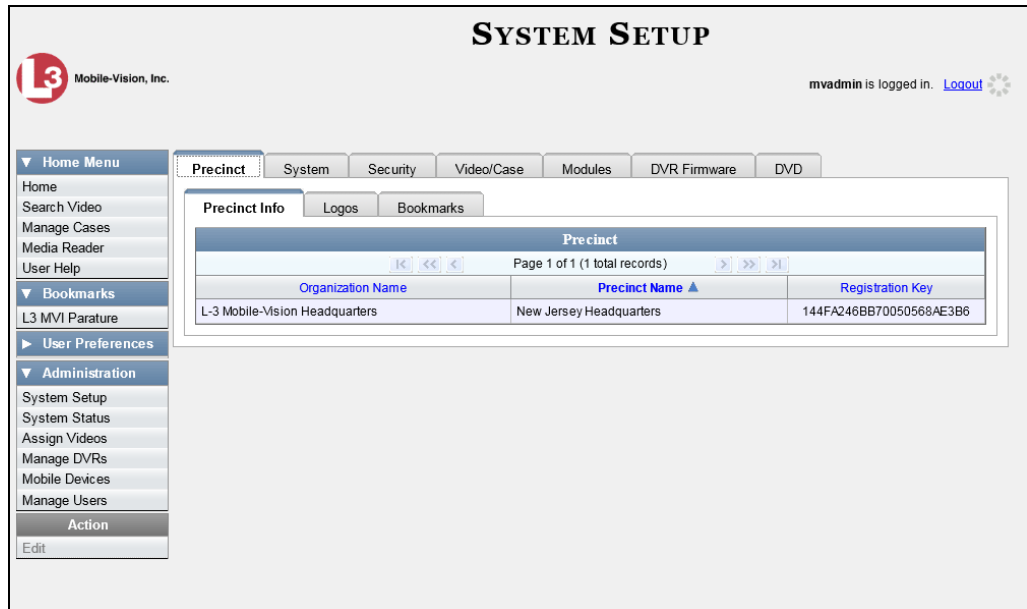 SYSTEM SETUP
L3 Mobile-Vision, Inc.
mvadmin is logged in. Logout
▼ Home Menu
Home
Search Video
Manage Cases
Media Reader
User Help
▼ Bookmarks
L3 MVI Parature
▶ User Preferences
▼ Administration
System Setup
System Status
Assign Videos
Manage DVRs
Mobile Devices
Manage Users
Action
Edit
Precinct System Security Video/Case Modules DVR Firmware DVD
Precinct Info Logos Bookmarks
Precinct
|< << < Page 1 of 1 (1 total records) > >> >|
Organization Name Precinct Name ▲ Registration Key
L-3 Mobile-Vision Headquarters New Jersey Headquarters 144FA246BB70050568AE3B6